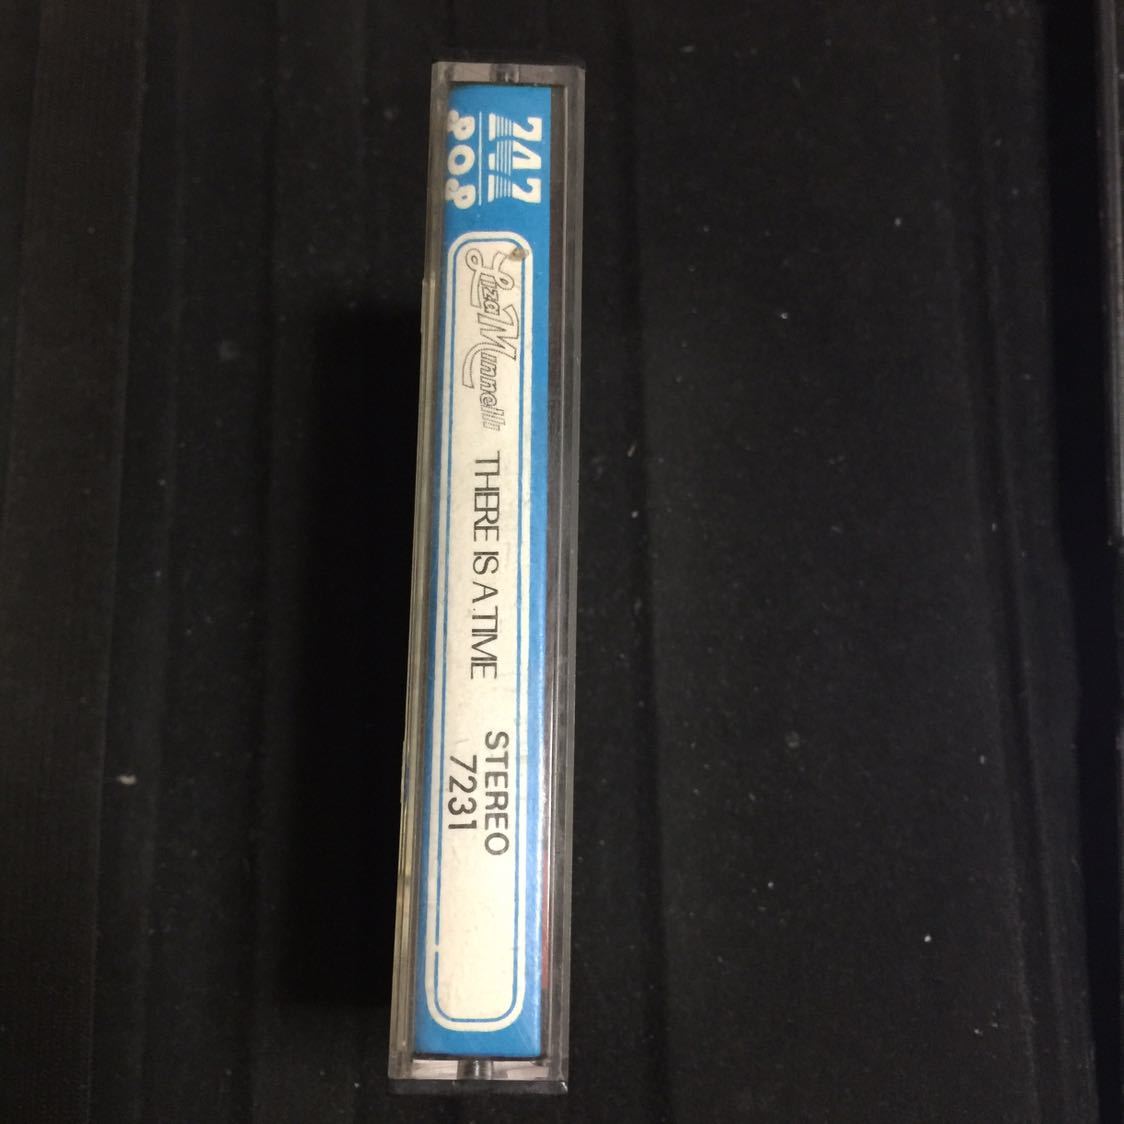 747
POP
Liza Minnelli THERE IS A TIME
STEREO
7231